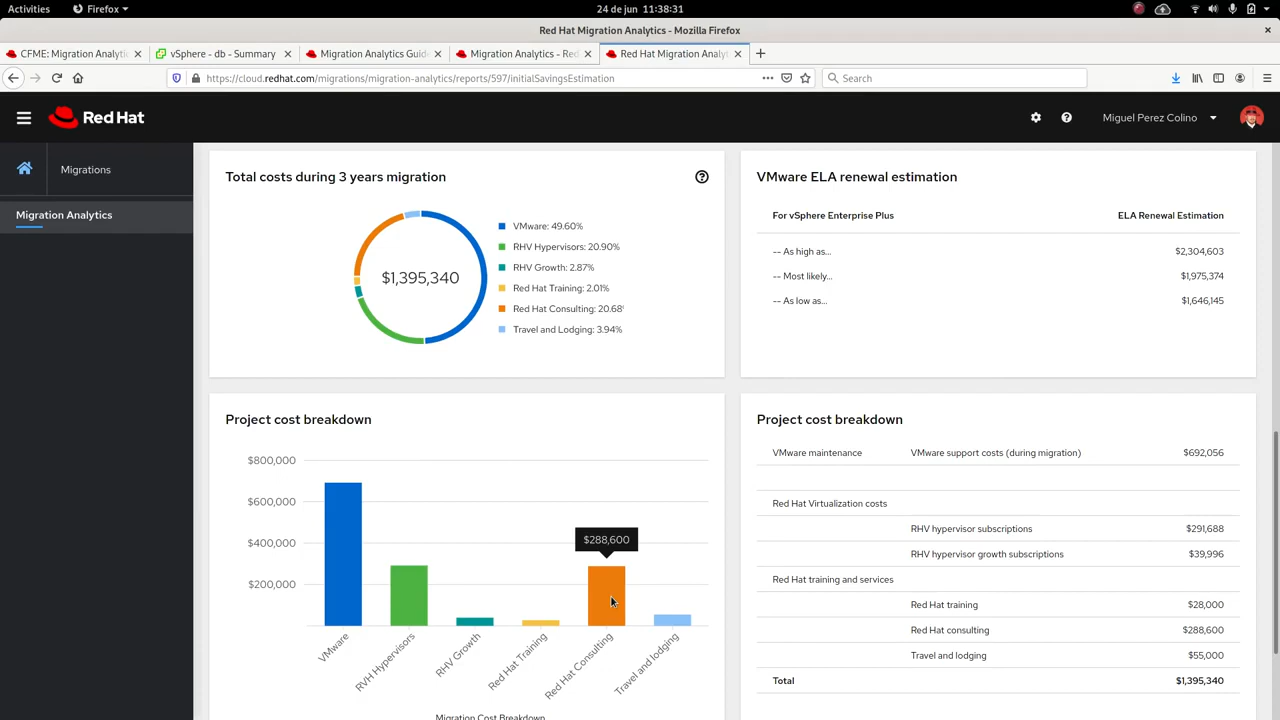 Activities
Firefox
24 de jun 11:38:31
Red Hat Migration Analytics - Mozilla Firefox
CFME: Migration Analytic
vSphere - db - Summary
Migration Analytics Guide
Migration Analytics - Red
Red Hat Migration Analyt
https://cloud.redhat.com/migrations/migration-analytics/reports/597/initialSavingsEstimation
Search
Red Hat
Miguel Perez Colino
Migrations
Migration Analytics
Total costs during 3 years migration
$1,395,340
VMware: 49.60%
RHV Hypervisors: 20.90%
RHV Growth: 2.87%
Red Hat Training: 2.01%
Red Hat Consulting: 20.68%
Travel and Lodging: 3.94%
VMware ELA renewal estimation
For vSphere Enterprise Plus ELA Renewal Estimation
-- As high as... $2,304,603
-- Most likely... $1,975,374
-- As low as... $1,646,145
Project cost breakdown
$800,000
$600,000
$400,000
$200,000
$288,600
VMware
RVH Hypervisors
RHV Growth
Red Hat Training
Red Hat Consulting
Travel and lodging
Migration Cost Breakdown
Project cost breakdown
VMware maintenance VMware support costs (during migration) $692,056
Red Hat Virtualization costs
RHV hypervisor subscriptions $291,688
RHV hypervisor growth subscriptions $39,996
Red Hat training and services
Red Hat training $28,000
Red Hat consulting $288,600
Travel and lodging $55,000
Total $1,395,340